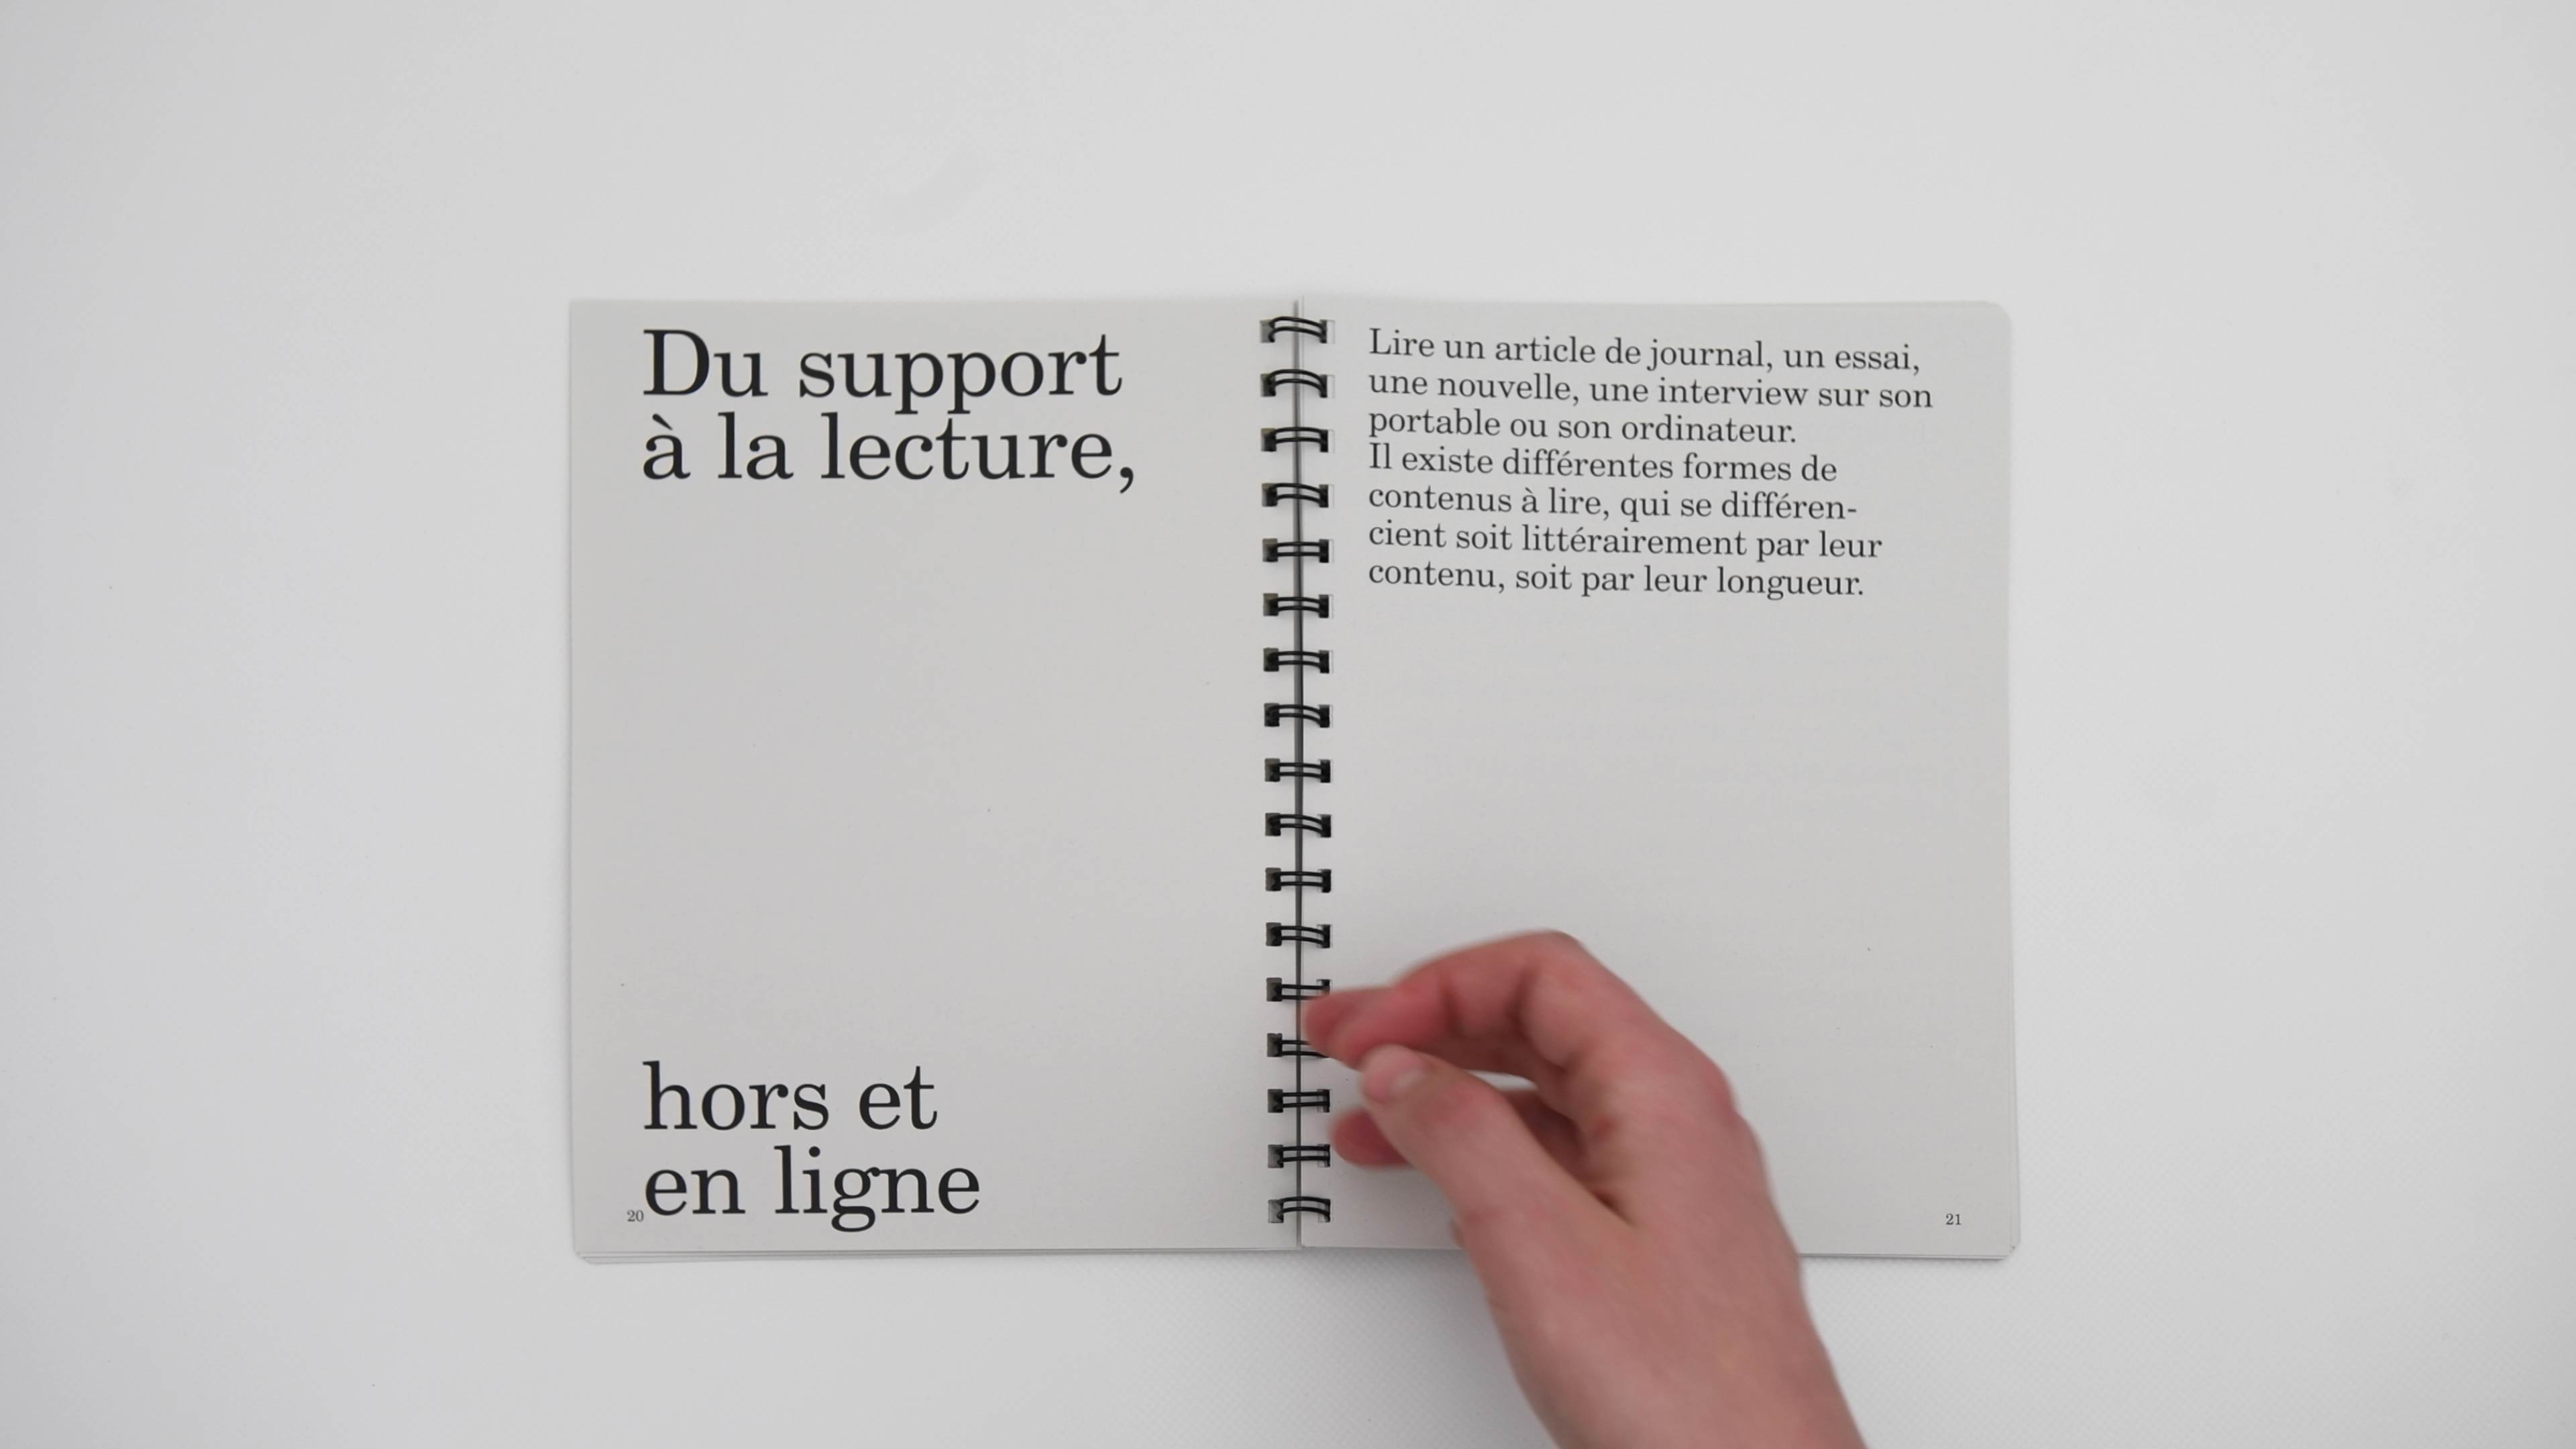 Du support
à la lecture,
hors et
en ligne
20
Lire un article de journal, un essai,
une nouvelle, une interview sur son
portable ou son ordinateur.
Il existe différentes formes de
contenus à lire, qui se différen-
cient soit littérairement par leur
contenu, soit par leur longueur.
21